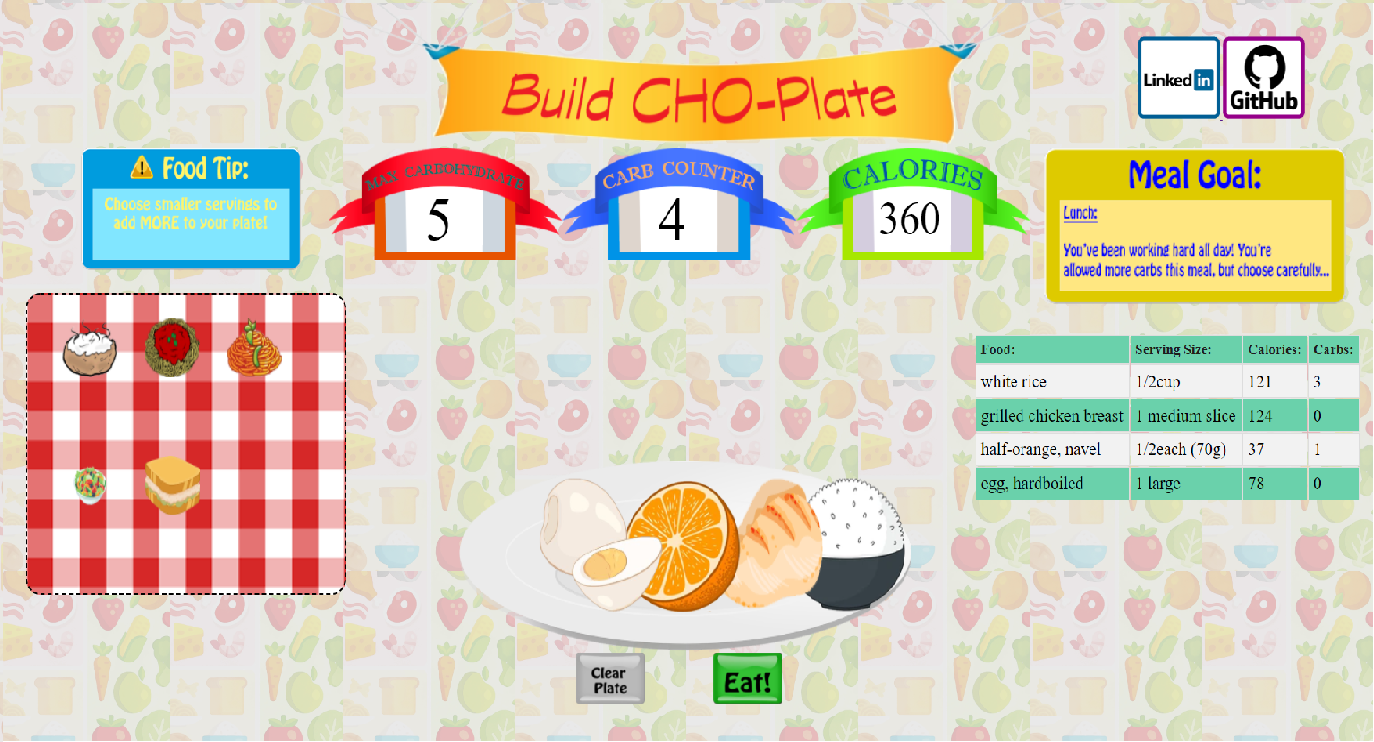 Build CHO-Plate
Linked in
GitHub
Food Tip:
Choose smaller servings to
add MORE to your plate!
MAX CARBOHYDRATE
5
CARB COUNTER
4
CALORIES
360
Meal Goal:
Lunch:
You've been working hard all day! You're
allowed more carbs this meal, but choose carefully...
Food: Serving Size: Calories: Carbs:
white rice 1/2cup 121 3
grilled chicken breast 1 medium slice 124 0
half-orange, navel 1/2each (70g) 37 1
egg, hardboiled 1 large 78 0
Clear
Plate
Eat!